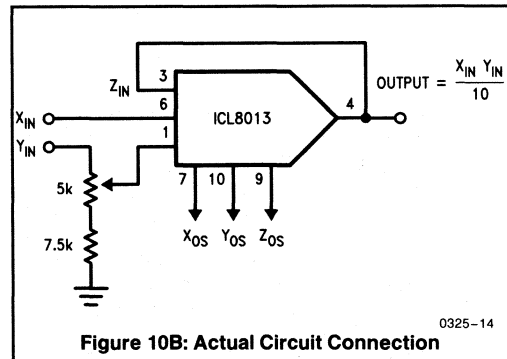 3
Z_IN
X_IN
6
ICL8013
4
OUTPUT = X_IN Y_IN / 10
Y_IN
1
5k
7
10
9
X_OS
Y_OS
Z_OS
7.5k
0325–14
Figure 10B: Actual Circuit Connection